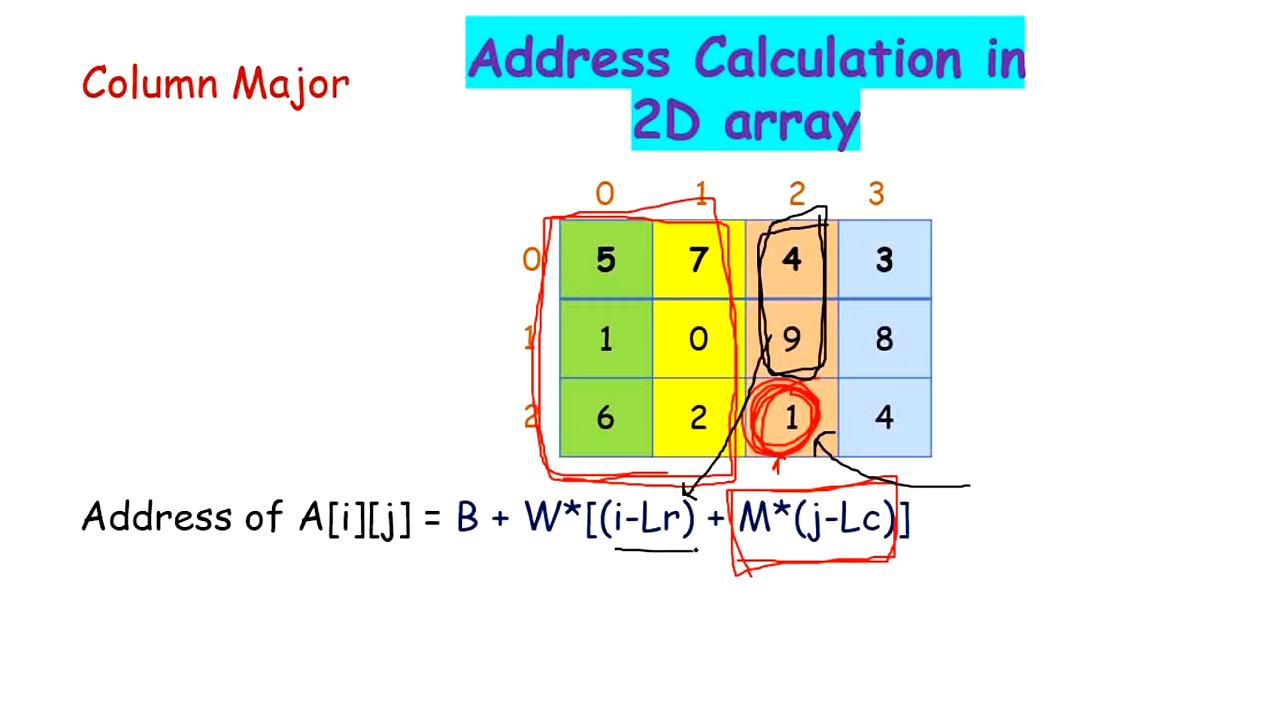 Column Major
Address Calculation in
2D array
0 1 2 3
0 5 7 4 3
1 1 0 9 8
2 6 2 1 4
Address of A[i][j] = B + W*[(i-Lr) + M*(j-Lc)]